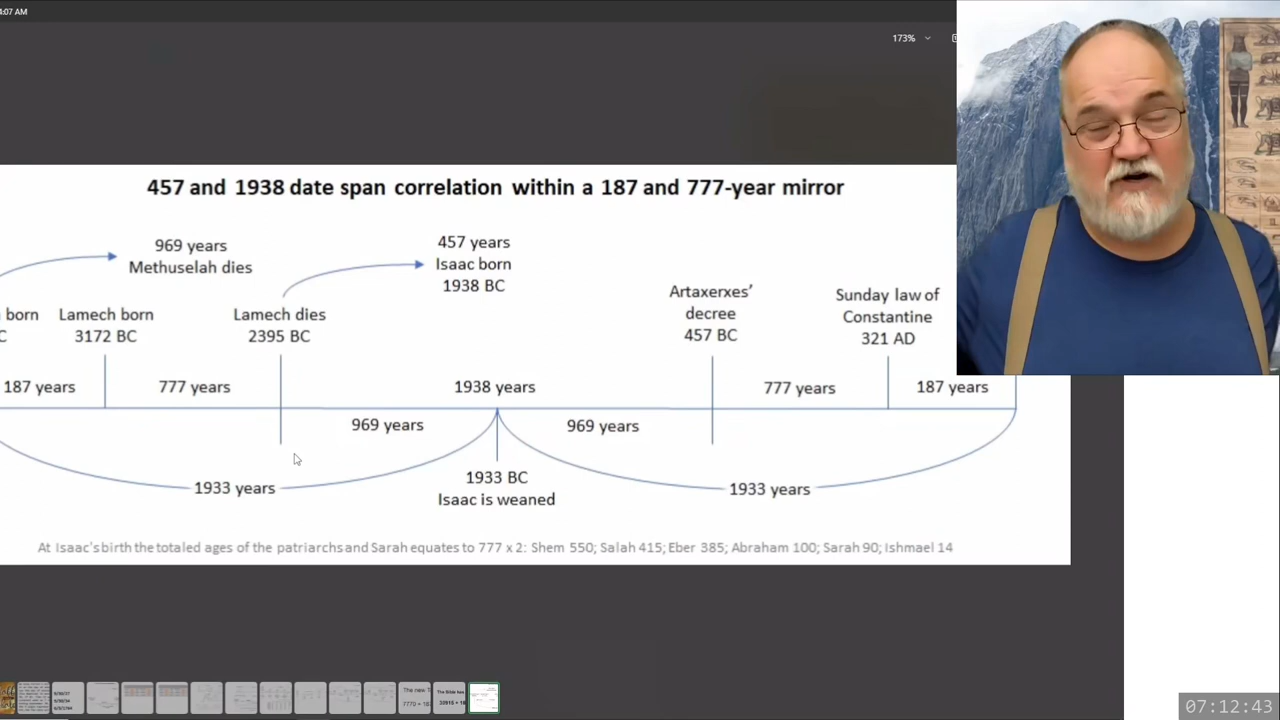 4:07 AM
173%
457 and 1938 date span correlation within a 187 and 777-year mirror
969 years
Methuselah dies
457 years
Isaac born
1938 BC
born
C
Lamech born
3172 BC
Lamech dies
2395 BC
Artaxerxes’
decree
457 BC
Sunday law of
Constantine
321 AD
187 years
777 years
1938 years
777 years
187 years
969 years
969 years
1933 years
1933 BC
Isaac is weaned
1933 years
At Isaac's birth the totaled ages of the patriarchs and Sarah equates to 777 x 2: Shem 550; Salah 415; Eber 385; Abraham 100; Sarah 90; Ishmael 14
The new
07:12:43